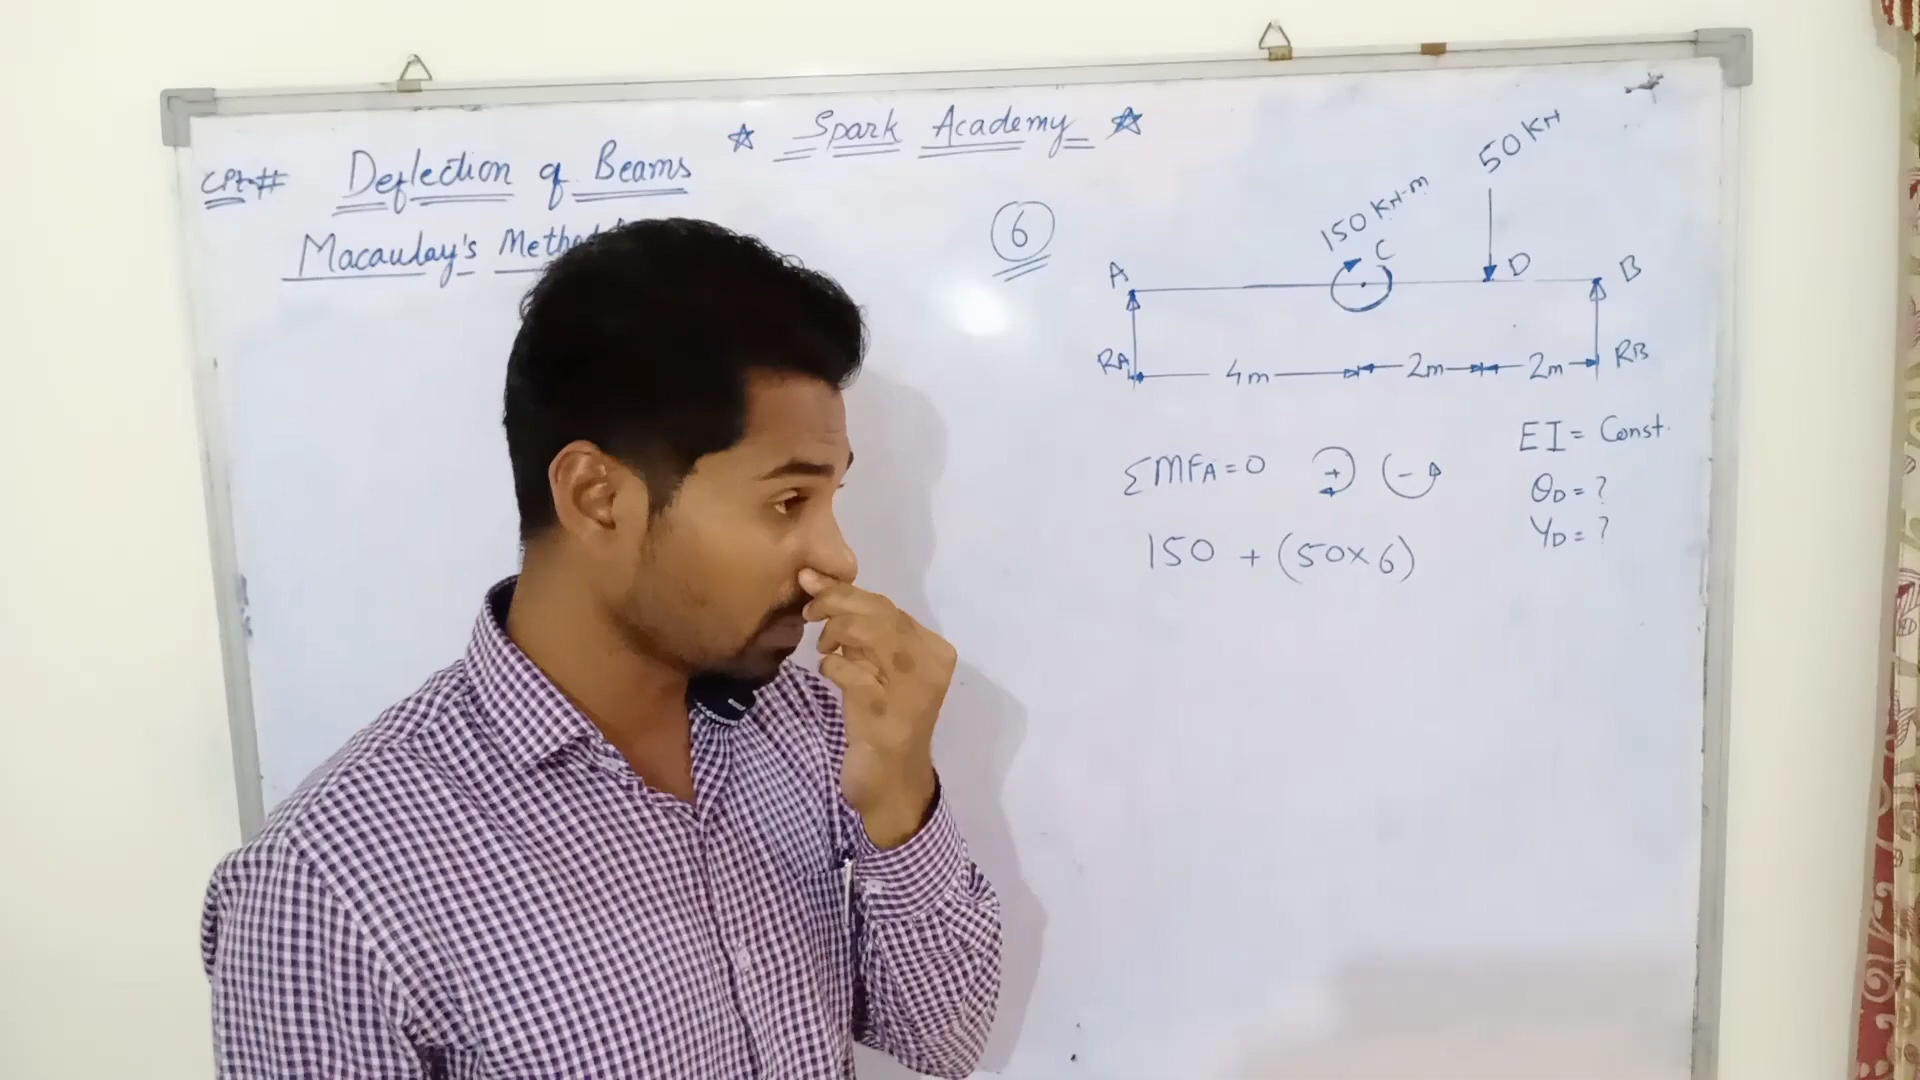 ☆ Spark Academy ☆
CPt-# Deflection of Beams
Macaulay's
6
50 KN
150 KN-m
A C D B
RA 4m 2m 2m RB
EI = Const.
ΣMFA = 0 + -
θD = ?
YD = ?
150 + (50×6)